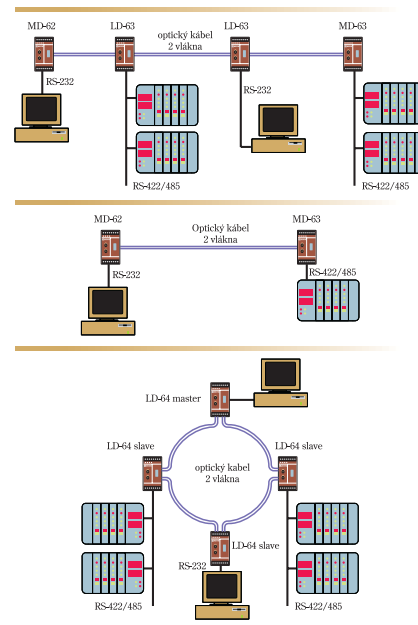 MD-62
LD-63
LD-63
MD-63
optický kábel
2 vlákna
RS-232
RS-232
RS-422/485
RS-422/485
MD-62
MD-63
Optický kábel
2 vlákna
RS-232
RS-422/485
LD-64 master
LD-64 slave
LD-64 slave
optický kabel
2 vlákna
LD-64 slave
RS-232
RS-422/485
RS-422/485